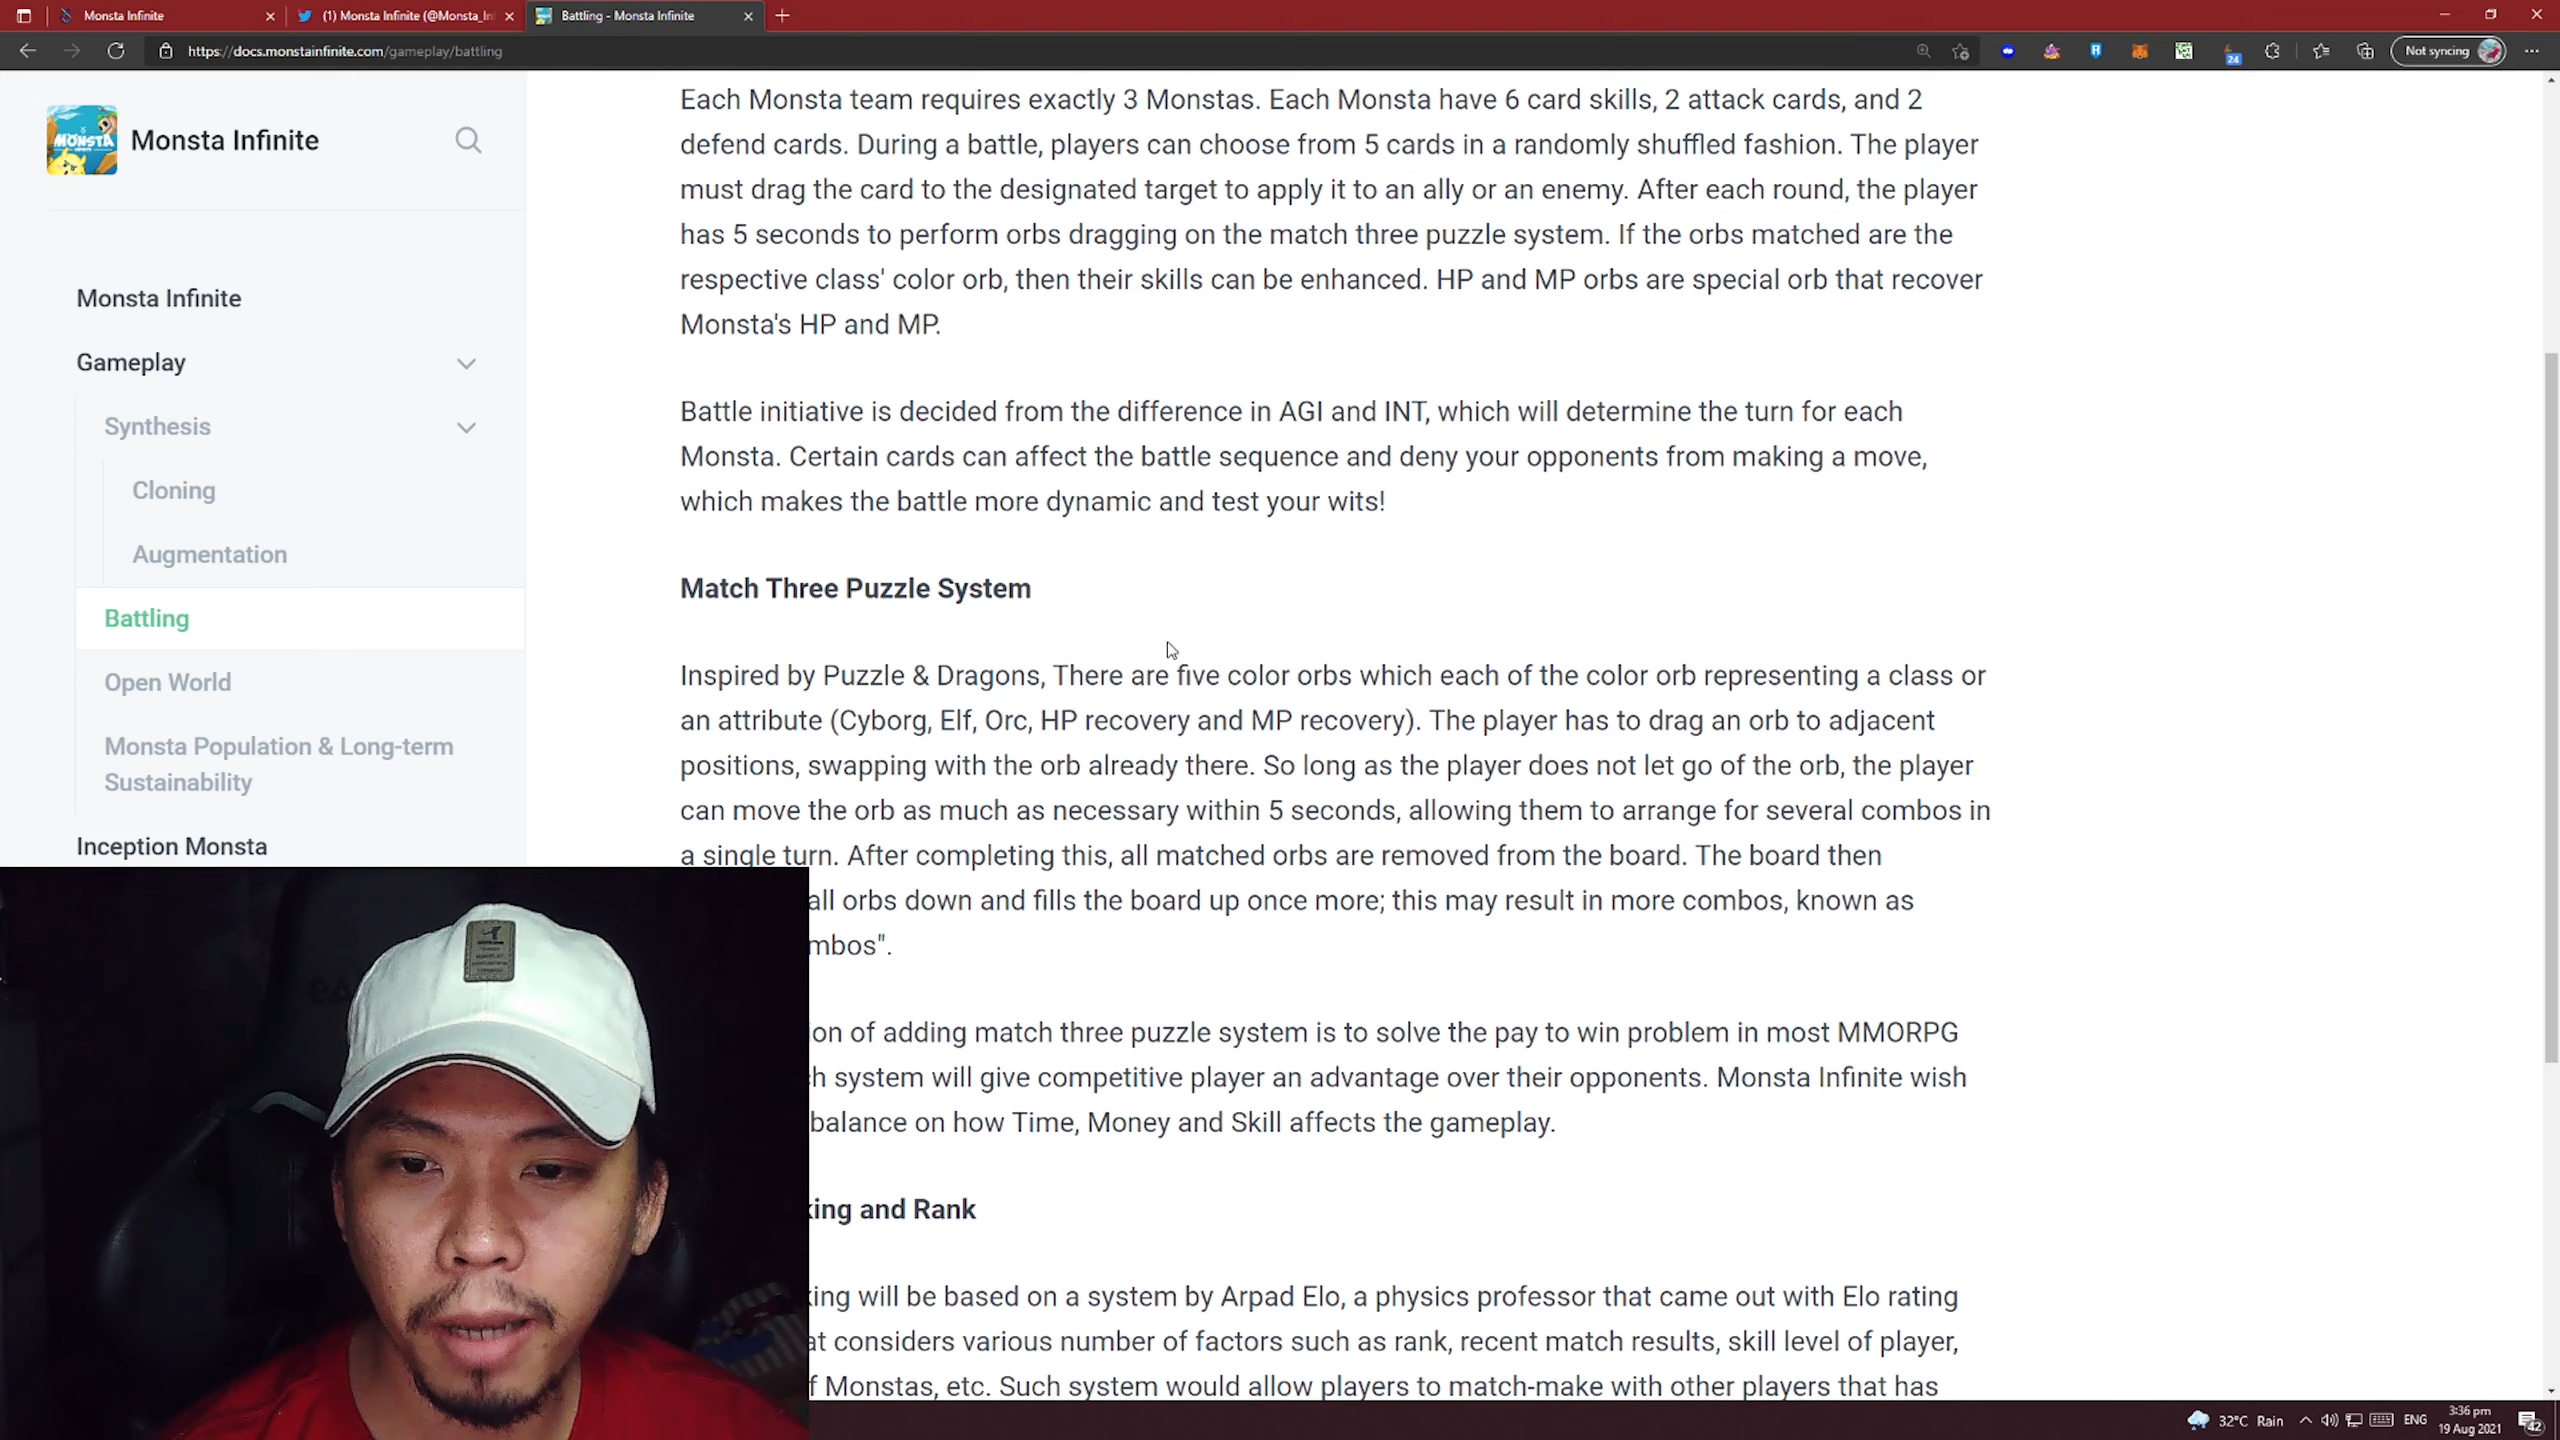 Monsta Infinite
(1) Monsta Infinite (@Monsta_In
Battling - Monsta Infinite
https://docs.monstainfinite.com/gameplay/battling
24
Not syncing
MONSTA
Monsta Infinite
Monsta Infinite
Gameplay
Synthesis
Cloning
Augmentation
Battling
Open World
Monsta Population & Long-term
Sustainability
Inception Monsta
Each Monsta team requires exactly 3 Monstas. Each Monsta have 6 card skills, 2 attack cards, and 2
defend cards. During a battle, players can choose from 5 cards in a randomly shuffled fashion. The player
must drag the card to the designated target to apply it to an ally or an enemy. After each round, the player
has 5 seconds to perform orbs dragging on the match three puzzle system. If the orbs matched are the
respective class' color orb, then their skills can be enhanced. HP and MP orbs are special orb that recover
Monsta's HP and MP.
Battle initiative is decided from the difference in AGI and INT, which will determine the turn for each
Monsta. Certain cards can affect the battle sequence and deny your opponents from making a move,
which makes the battle more dynamic and test your wits!
Match Three Puzzle System
Inspired by Puzzle & Dragons, There are five color orbs which each of the color orb representing a class or
an attribute (Cyborg, Elf, Orc, HP recovery and MP recovery). The player has to drag an orb to adjacent
positions, swapping with the orb already there. So long as the player does not let go of the orb, the player
can move the orb as much as necessary within 5 seconds, allowing them to arrange for several combos in
a single turn. After completing this, all matched orbs are removed from the board. The board then
all orbs down and fills the board up once more; this may result in more combos, known as
mbos".
ion of adding match three puzzle system is to solve the pay to win problem in most MMORPG
h system will give competitive player an advantage over their opponents. Monsta Infinite wish
balance on how Time, Money and Skill affects the gameplay.
king and Rank
king will be based on a system by Arpad Elo, a physics professor that came out with Elo rating
at considers various number of factors such as rank, recent match results, skill level of player,
f Monstas, etc. Such system would allow players to match-make with other players that has
32°C Rain
ENG
3:36 pm
19 Aug 2021
42